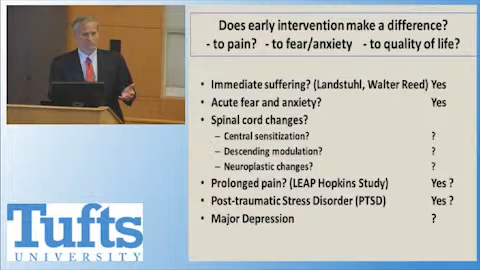 Does early intervention make a difference?
- to pain? - to fear/anxiety - to quality of life?
• Immediate suffering? (Landstuhl, Walter Reed) Yes
• Acute fear and anxiety? Yes
• Spinal cord changes?
– Central sensitization? ?
– Descending modulation? ?
– Neuroplastic changes? ?
• Prolonged pain? (LEAP Hopkins Study) Yes ?
• Post-traumatic Stress Disorder (PTSD) Yes ?
• Major Depression ?
Tufts
UNIVERSITY